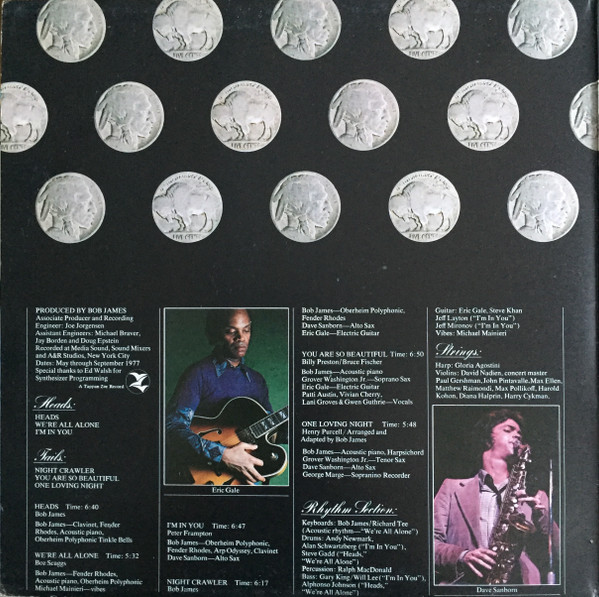 PRODUCED BY BOB JAMES
Associate Producer and Recording
Engineer: Joe Jorgensen
Assistant Engineers: Michael Braver,
Jay Borden and Doug Epstein
Recorded at Media Sound, Sound Mixers
and A&R Studios, New York City
Dates: May through September 1977
Special thanks to Ed Walsh for
Synthesizer Programming
A Tappan Zee Record
Heads:
HEADS
WE'RE ALL ALONE
I'M IN YOU
Tails:
NIGHT CRAWLER
YOU ARE SO BEAUTIFUL
ONE LOVING NIGHT
HEADS Time: 6:40
Bob James
Bob James—Clavinet, Fender
Rhodes, Acoustic piano,
Oberheim Polyphonic Tinkle Bells
WE'RE ALL ALONE Time: 5:32
Boz Scaggs
Bob James—Fender Rhodes,
Acoustic piano, Oberheim Polyphonic
Michael Mainieri—vibes
Eric Gale
I'M IN YOU Time: 6:47
Peter Frampton
Bob James—Oberheim Polyphonic,
Fender Rhodes, Arp Odyssey, Clavinet
Dave Sanborn—Alto Sax
NIGHT CRAWLER Time: 6:17
Bob James
Bob James—Oberheim Polyphonic,
Fender Rhodes
Dave Sanborn—Alto Sax
Eric Gale—Electric Guitar
YOU ARE SO BEAUTIFUL Time: 6:50
Billy Preston/Bruce Fischer
Bob James—Acoustic piano
Grover Washington Jr.—Soprano Sax
Eric Gale—Electric Guitar
Patti Austin, Vivian Cherry,
Lani Groves & Gwen Guthrie—Vocals
ONE LOVING NIGHT Time: 5:48
Henry Purcell/Arranged and
Adapted by Bob James
Bob James—Acoustic piano, Harpsichord
Grover Washington Jr.—Tenor Sax
Dave Sanborn—Alto Sax
George Marge—Sopranino Recorder
Rhythm Section:
Keyboards: Bob James/Richard Tee
(Acoustic rhythm—"We're All Alone")
Drums: Andy Newmark,
Alan Schwartzberg ("I'm In You"),
Steve Gadd ("Heads,"
"We're All Alone")
Percussion: Ralph MacDonald
Bass: Gary King/Will Lee ("I'm In You"),
Alphonso Johnson ("Heads,"
"We're All Alone")
Guitar: Eric Gale, Steve Khan
Jeff Layton ("I'm In You")
Jeff Mironov ("I'm In You")
Vibes: Michael Mainieri
Strings:
Harp: Gloria Agostini
Violins: David Nadien, concert master
Paul Gershman, John Pintavalle, Max Ellen,
Matthew Raimondi, Max Pollikoff, Harold
Kohon, Diana Halprin, Harry Cykman.
Dave Sanborn